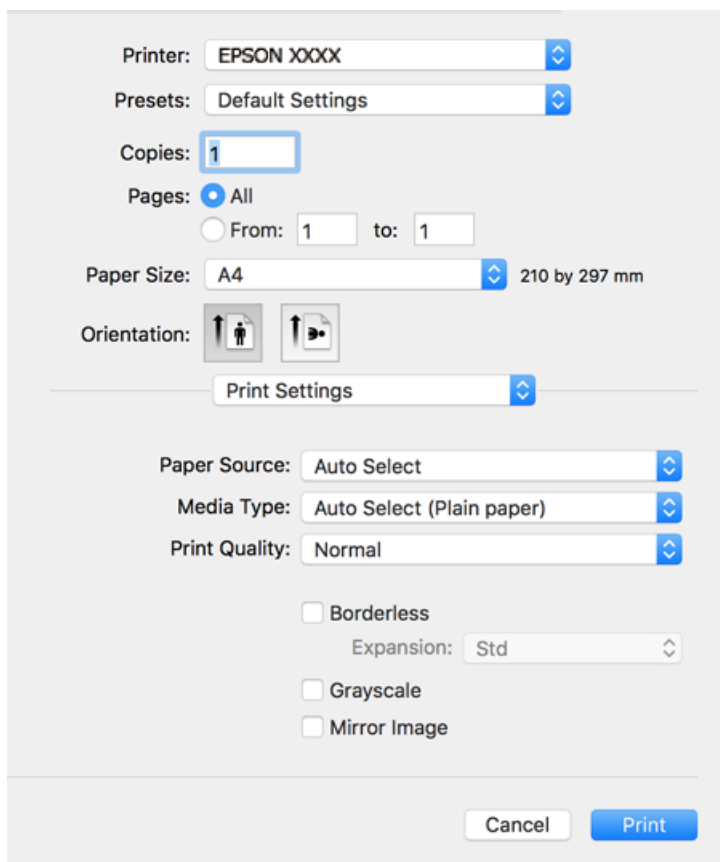 Printer: EPSON XXXX
Presets: Default Settings
Copies: 1
Pages: All
From: 1 to: 1
Paper Size: A4 210 by 297 mm
Orientation:
Print Settings
Paper Source: Auto Select
Media Type: Auto Select (Plain paper)
Print Quality: Normal
Borderless
Expansion: Std
Grayscale
Mirror Image
Cancel Print